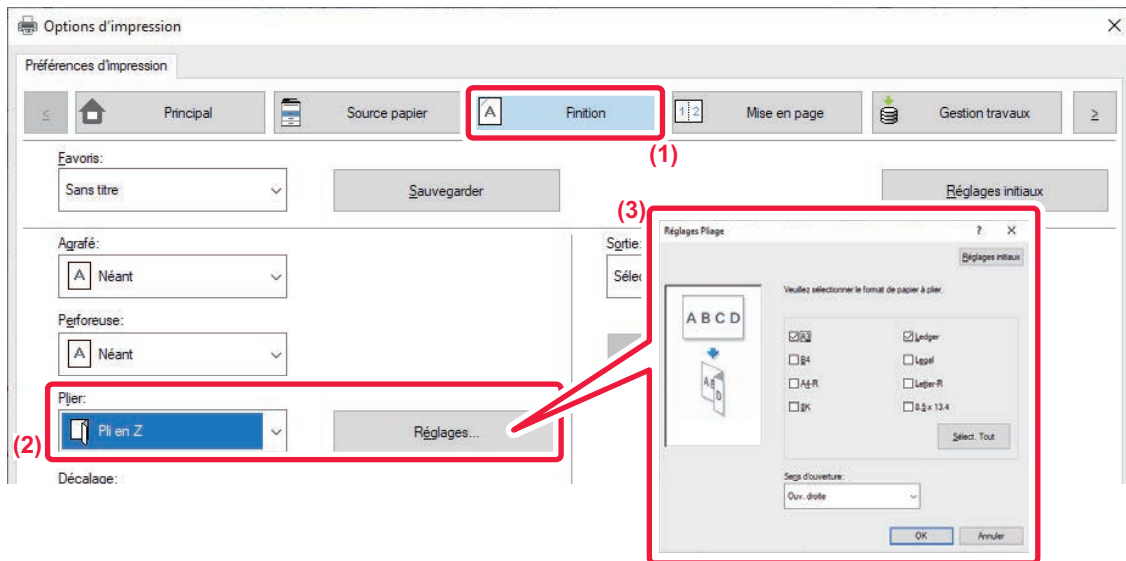 Options d'impression
Préférences d'impression
≤ Principal Source papier A Finition 1 2 Mise en page Gestion travaux ≥
(1)
Favoris:
Sans titre Sauvegarder Réglages initiaux
(3)
Réglages Pliage ? X
Réglages initiaux
Agrafé: Sortie:
A Néant Sélec
Veuillez sélectionner le format de papier à plier.
A B C D
A3 Ledger
Perforeuse:
A Néant
B4 Legal
A4-R Letter-R
8K 8.5 x 13.4
Sélect. Tout
Plier:
(2) Pli en Z Réglages...
Décalage:
Sens d'ouverture:
Ouv. droite
OK Annuler